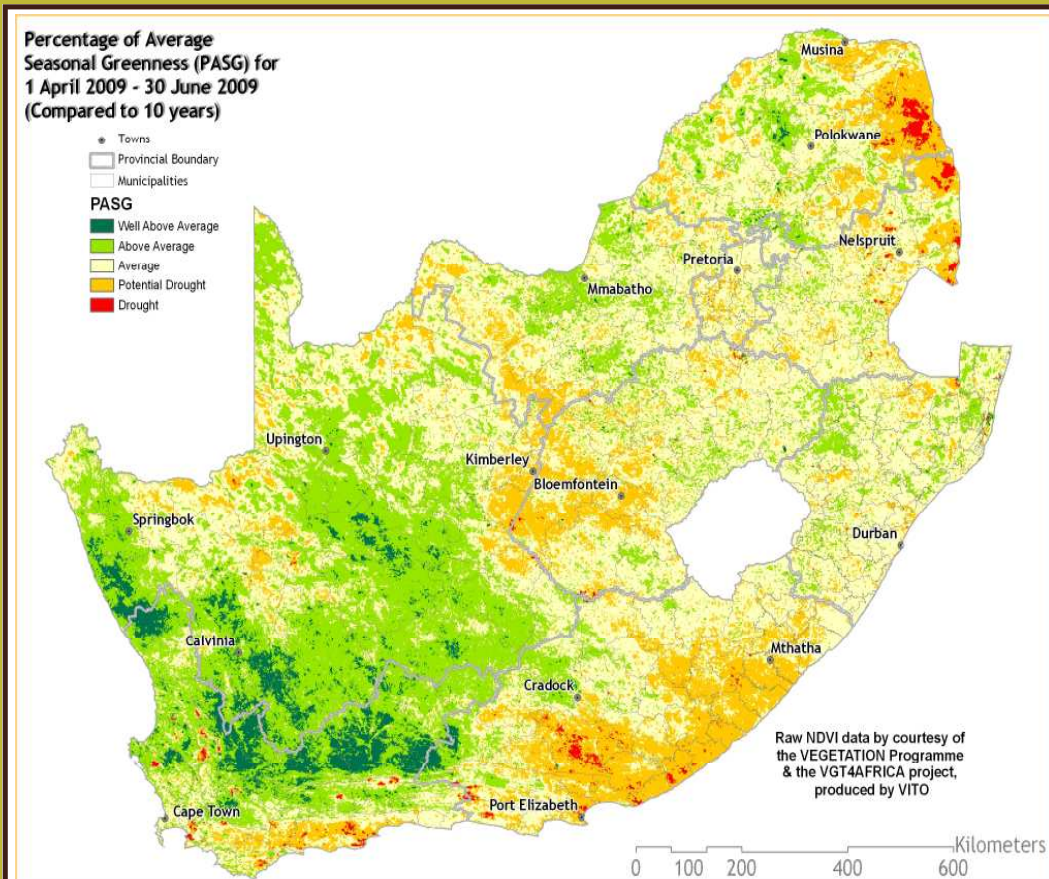 Percentage of Average
Seasonal Greenness (PASG) for
1 April 2009 - 30 June 2009
(Compared to 10 years)
Towns
Provincial Boundary
Municipalities
PASG
Well Above Average
Above Average
Average
Potential Drought
Drought
Musina
Polokwane
Nelspruit
Pretoria
Mmabatho
Upington
Kimberley
Bloemfontein
Springbok
Durban
Calvinia
Mthatha
Cradock
Port Elizabeth
Cape Town
Raw NDVI data by courtesy of
the VEGETATION Programme
& the VGT4AFRICA project,
produced by VITO
Kilometers
0 100 200 400 600